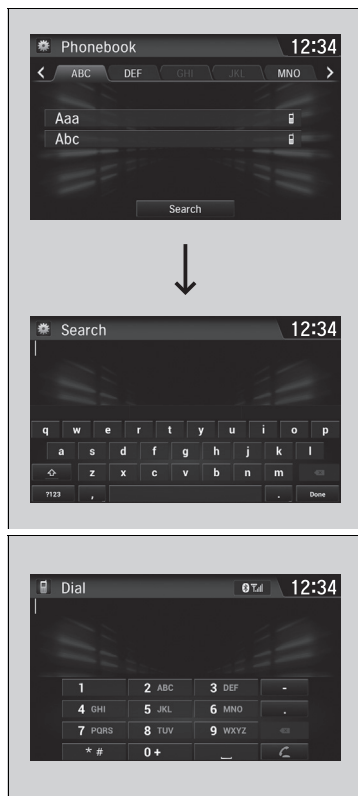 Phonebook 12:34
ABC DEF GHI JKL MNO
Aaa
Abc
Search
Search 12:34
q w e r t y u i o p
a s d f g h j k l
z x c v b n m
?123 , . Done
Dial 12:34
1 2 ABC 3 DEF -
4 GHI 5 JKL 6 MNO .
7 PQRS 8 TUV 9 WXYZ
* # 0 +